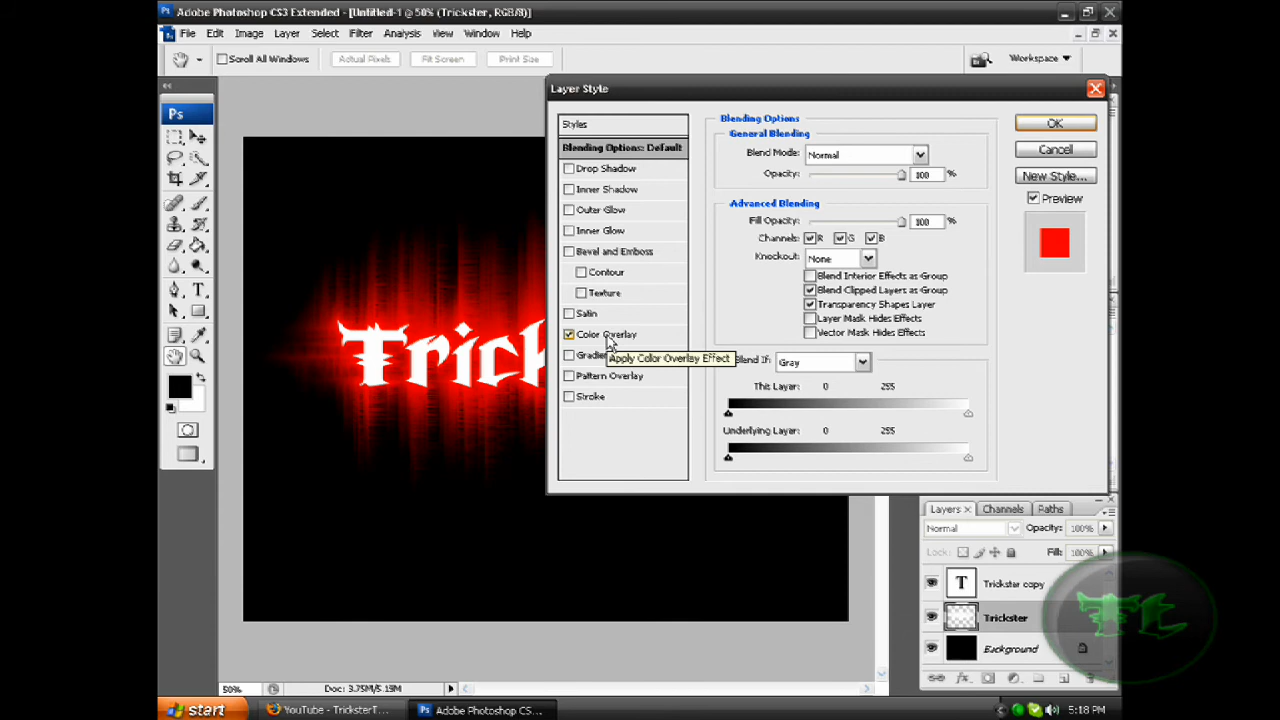 Adobe Photoshop CS3 Extended - [Untitled-1 @ 50% (Trickster, RGB/8)]
File Edit Image Layer Select Filter Analysis View Window Help
Scroll All Windows Actual Pixels Fit Screen Print Size Workspace
Ps
Layer Style
Styles
Blending Options: Default
Drop Shadow
Inner Shadow
Outer Glow
Inner Glow
Bevel and Emboss
Contour
Texture
Satin
Color Overlay
Apply Color Overlay Effect
Pattern Overlay
Stroke
Blending Options
General Blending
Blend Mode: Normal
Opacity: 100 %
Advanced Blending
Fill Opacity: 100 %
Channels: R G B
Knockout: None
Blend Interior Effects as Group
Blend Clipped Layers as Group
Transparency Shapes Layer
Layer Mask Hides Effects
Vector Mask Hides Effects
Blend If: Gray
This Layer: 0 255
Underlying Layer: 0 255
OK
Cancel
New Style...
Preview
Trick
Layers x Channels Paths
Normal Opacity: 100%
Lock: Fill: 100%
T Trickster copy
Trickster
Background
TL
50% Doc: 3.75M/5.19M
start YouTube - TricksterT... Ps Adobe Photoshop CS... 5:18 PM